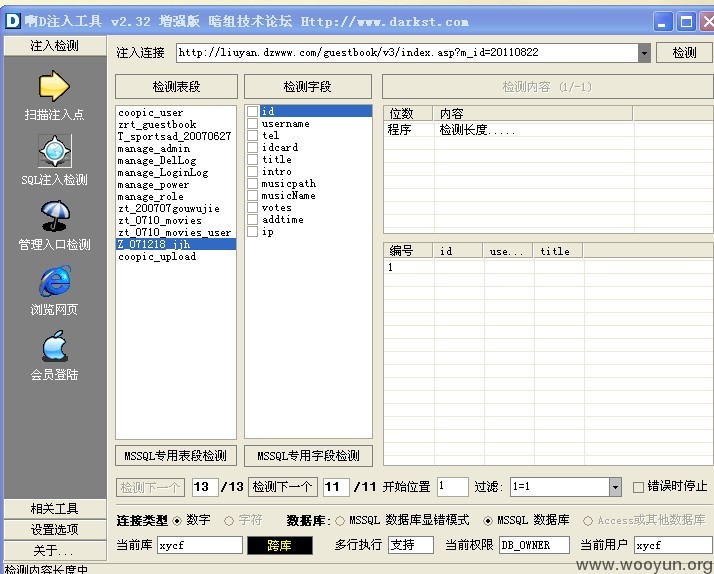 啊D注入工具 v2.32 增强版 暗组技术论坛 Http://www.darkst.com
注入检测
扫描注入点
SQL注入检测
管理入口检测
浏览网页
会员登陆
相关工具
设置选项
关于...
注入连接 http://liuyan.dzwww.com/guestbook/v3/index.asp?m_id=20110822 检测
检测表段
coopic_user
zrt_guestbook
T_sportsad_20070627
manage_admin
manage_DelLog
manage_LoginLog
manage_power
manage_role
zt_200707gouwujie
zt_0710_movies
zt_0710_movies_user
Z_071218_jjh
coopic_upload
MSSQL专用表段检测
检测字段
id
username
tel
idcard
title
intro
musicpath
musicName
votes
addtime
ip
MSSQL专用字段检测
检测内容 (1/-1)
位数 内容
程序 检测长度.....
编号 id use... title
1
检测下一个 13 /13 检测下一个 11 /11 开始位置 1 过滤: 1=1 错误时停止
连接类型 数字 字符 数据库: MSSQL 数据库显错模式 MSSQL 数据库 Access或其他数据库
当前库 xycf 跨库 多行执行 支持 当前权限 DB_OWNER 当前用户 xycf
检测内容长度中
www.wooyun.org